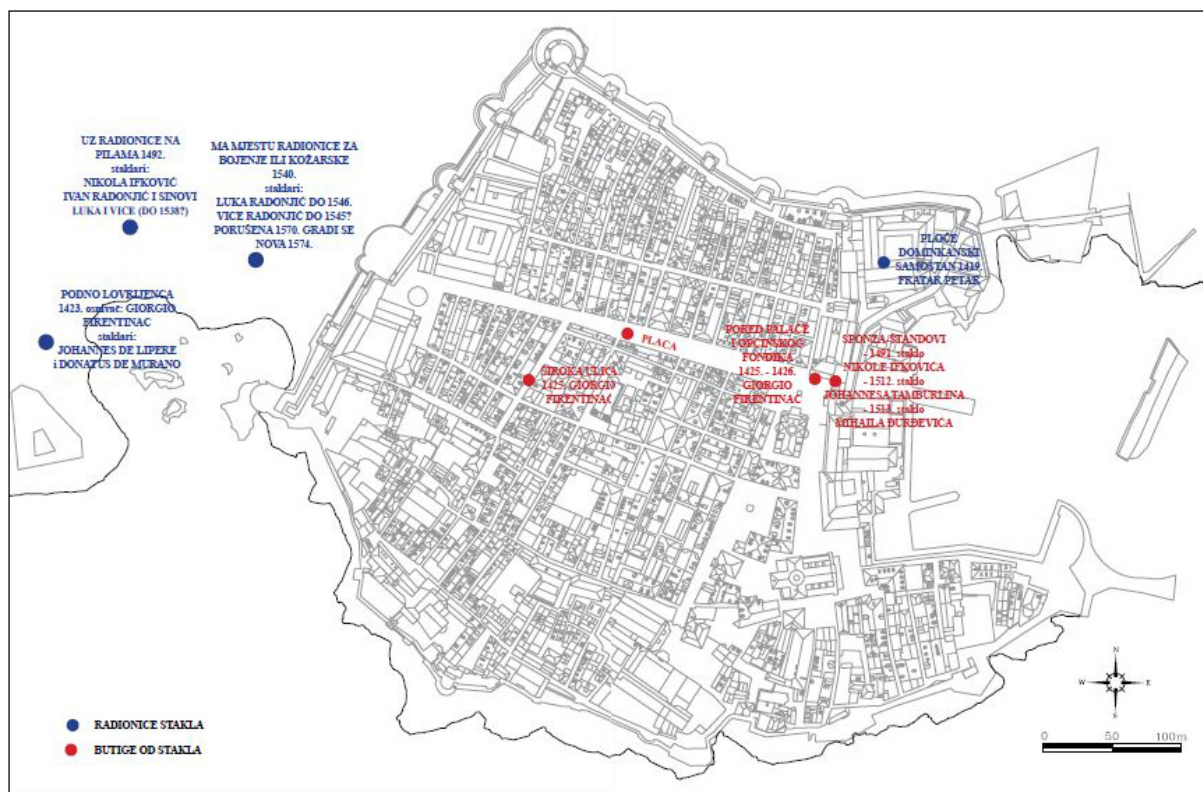 UZ RADIONICE NA
PILAMA 1492.
staklari:
NIKOLA IFKOVIĆ
IVAN RADONJIĆ I SINOVI
LUKA I VICE (DO 1538?)
MA MJESTU RADIONICE ZA
BOJENJE ILI KOŽARSKE
1540.
staklari:
LUKA RADONJIĆ DO 1546.
VICE RADONJIĆ DO 1545?
PORUŠENA 1570. GRADI SE
NOVA 1574.
PODNO LOVRIJENCA
1423. osnivač: GIORGIO
FIRENTINAC
staklari:
JOHANNES DE LIPERE
i DONATUS DE MURANO
PLOČE
DOMINKANSKI
SAMOSTAN 1419.
FRATAR PETAR
PLACA
ŠIROKA ULICA
1425. GIORGIO
FIRENTINAC
PORED PALAČE
I OPĆINSKOG
FONDIKA
1425. - 1426.
GIORGIO
FIRENTINAC
SPONZA-ŠTANDOVI
- 1491. staklo
NIKOLE IFKOVIĆA
- 1512. staklo
JOHANNESA TAMBURLINA
- 1514. staklo
MIHAILA ĐURĐEVIĆA
RADIONICE STAKLA
BUTIGE OD STAKLA
N
W
E
S
0 50 100m